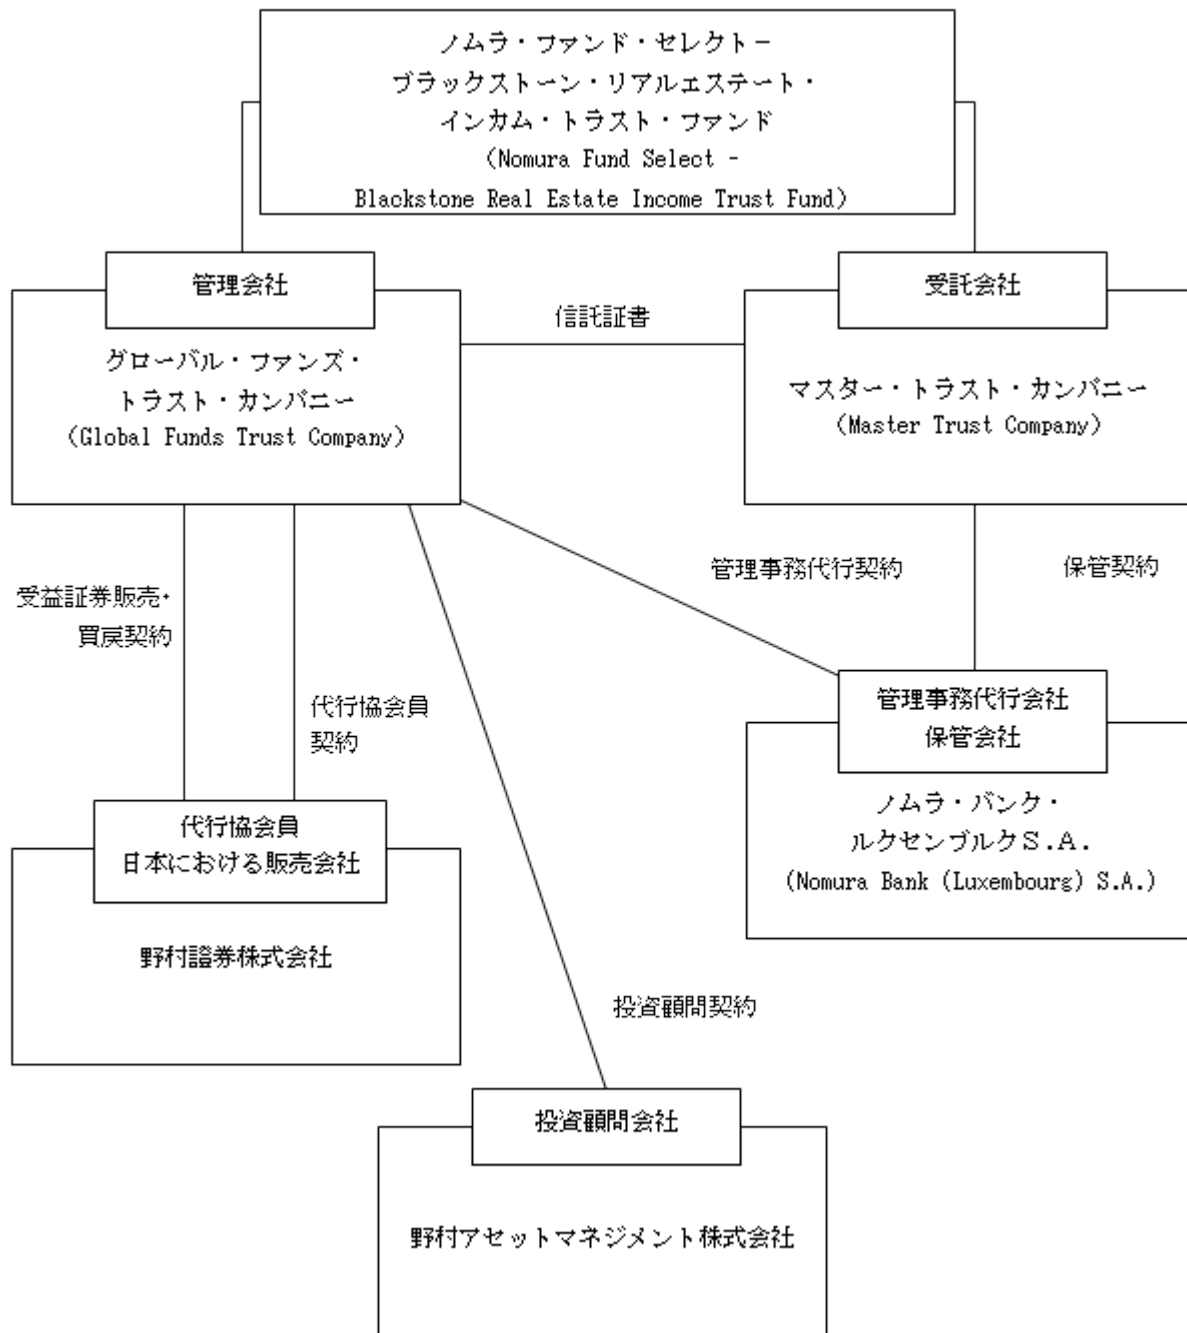 ノムラ・ファンド・セレクト－
ブラックストーン・リアルエステート・
インカム・トラスト・ファンド
（Nomura Fund Select -
Blackstone Real Estate Income Trust Fund）
管理会社
受託会社
信託証書
グローバル・ファンズ・
トラスト・カンパニー
（Global Funds Trust Company）
マスター・トラスト・カンパニー
（Master Trust Company）
管理事務代行契約
保管契約
受益証券販売・
買戻契約
代行協会員
契約
管理事務代行会社
保管会社
ノムラ・バンク・
ルクセンブルクＳ.Ａ.
(Nomura Bank (Luxembourg) S.A.)
代行協会員
日本における販売会社
野村證券株式会社
投資顧問契約
投資顧問会社
野村アセットマネジメント株式会社